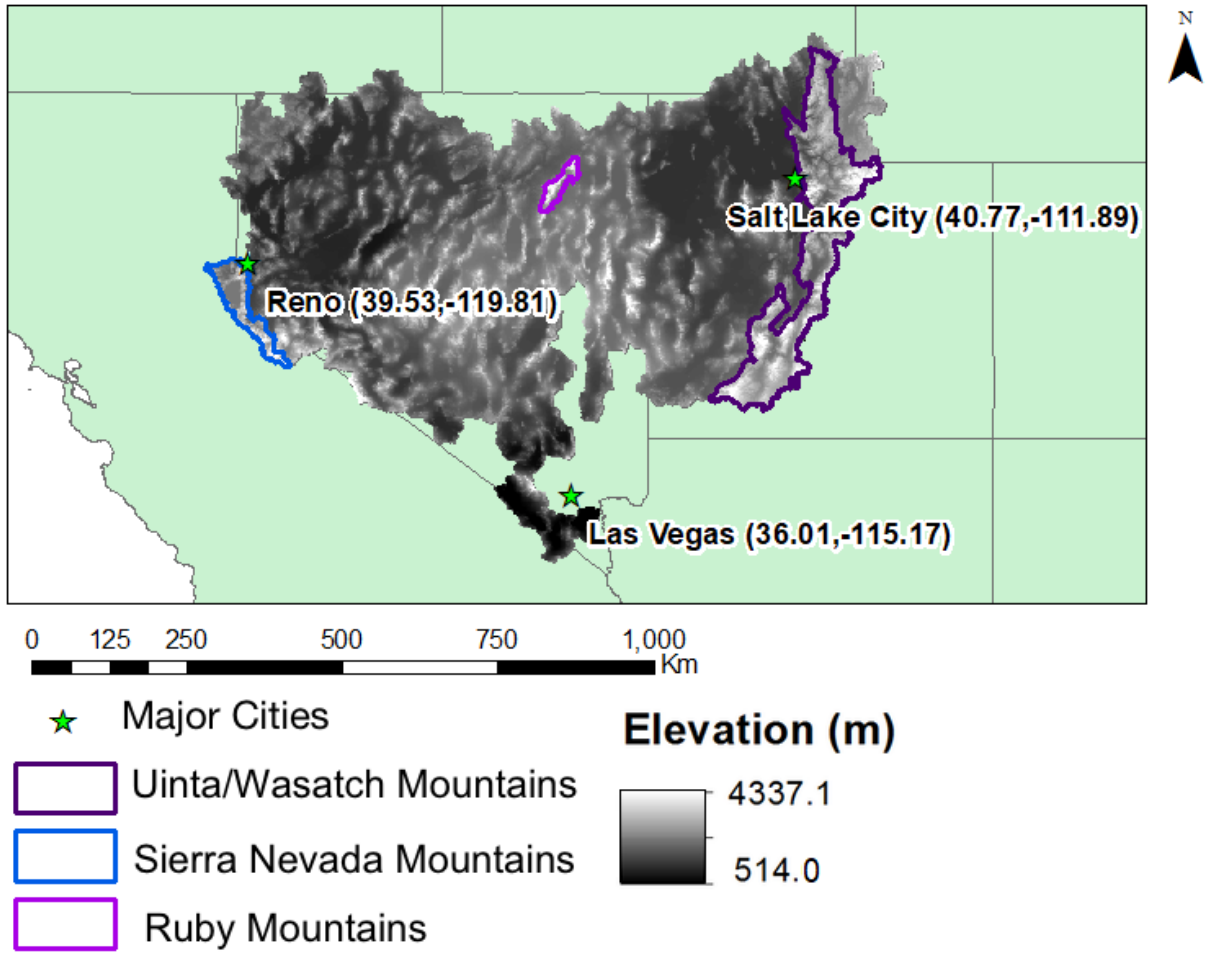 N
Salt Lake City (40.77,-111.89)
Reno (39.53,-119.81)
Las Vegas (36.01,-115.17)
0 125 250 500 750 1,000
Km
Major Cities
Uinta/Wasatch Mountains
Sierra Nevada Mountains
Ruby Mountains
Elevation (m)
4337.1
514.0